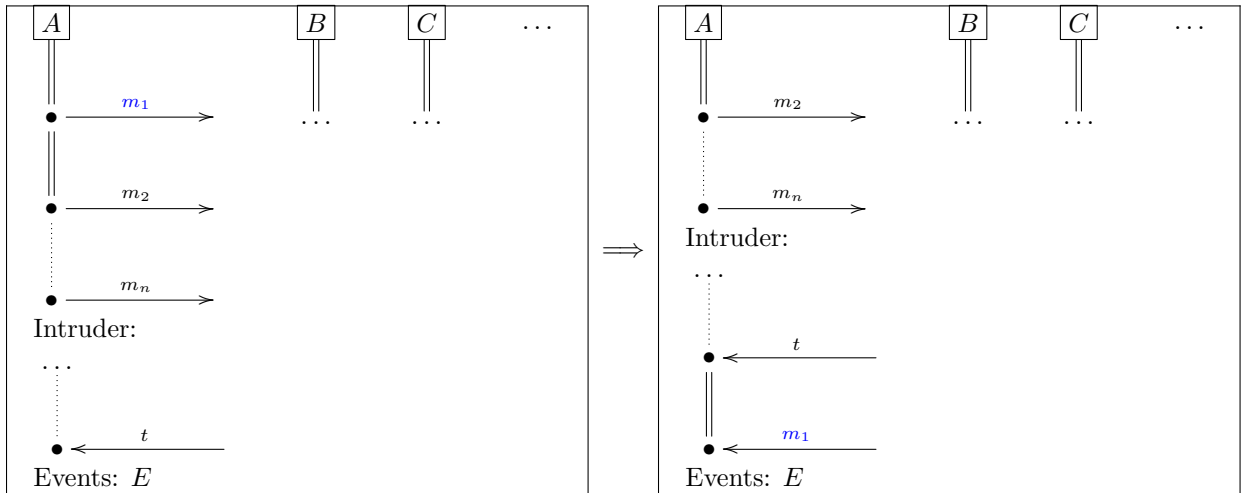 A B C ...
m₁
... ...
m₂
mₙ
Intruder:
...
t
Events: E
⟹
A B C ...
m₂
... ...
mₙ
Intruder:
...
t
m₁
Events: E